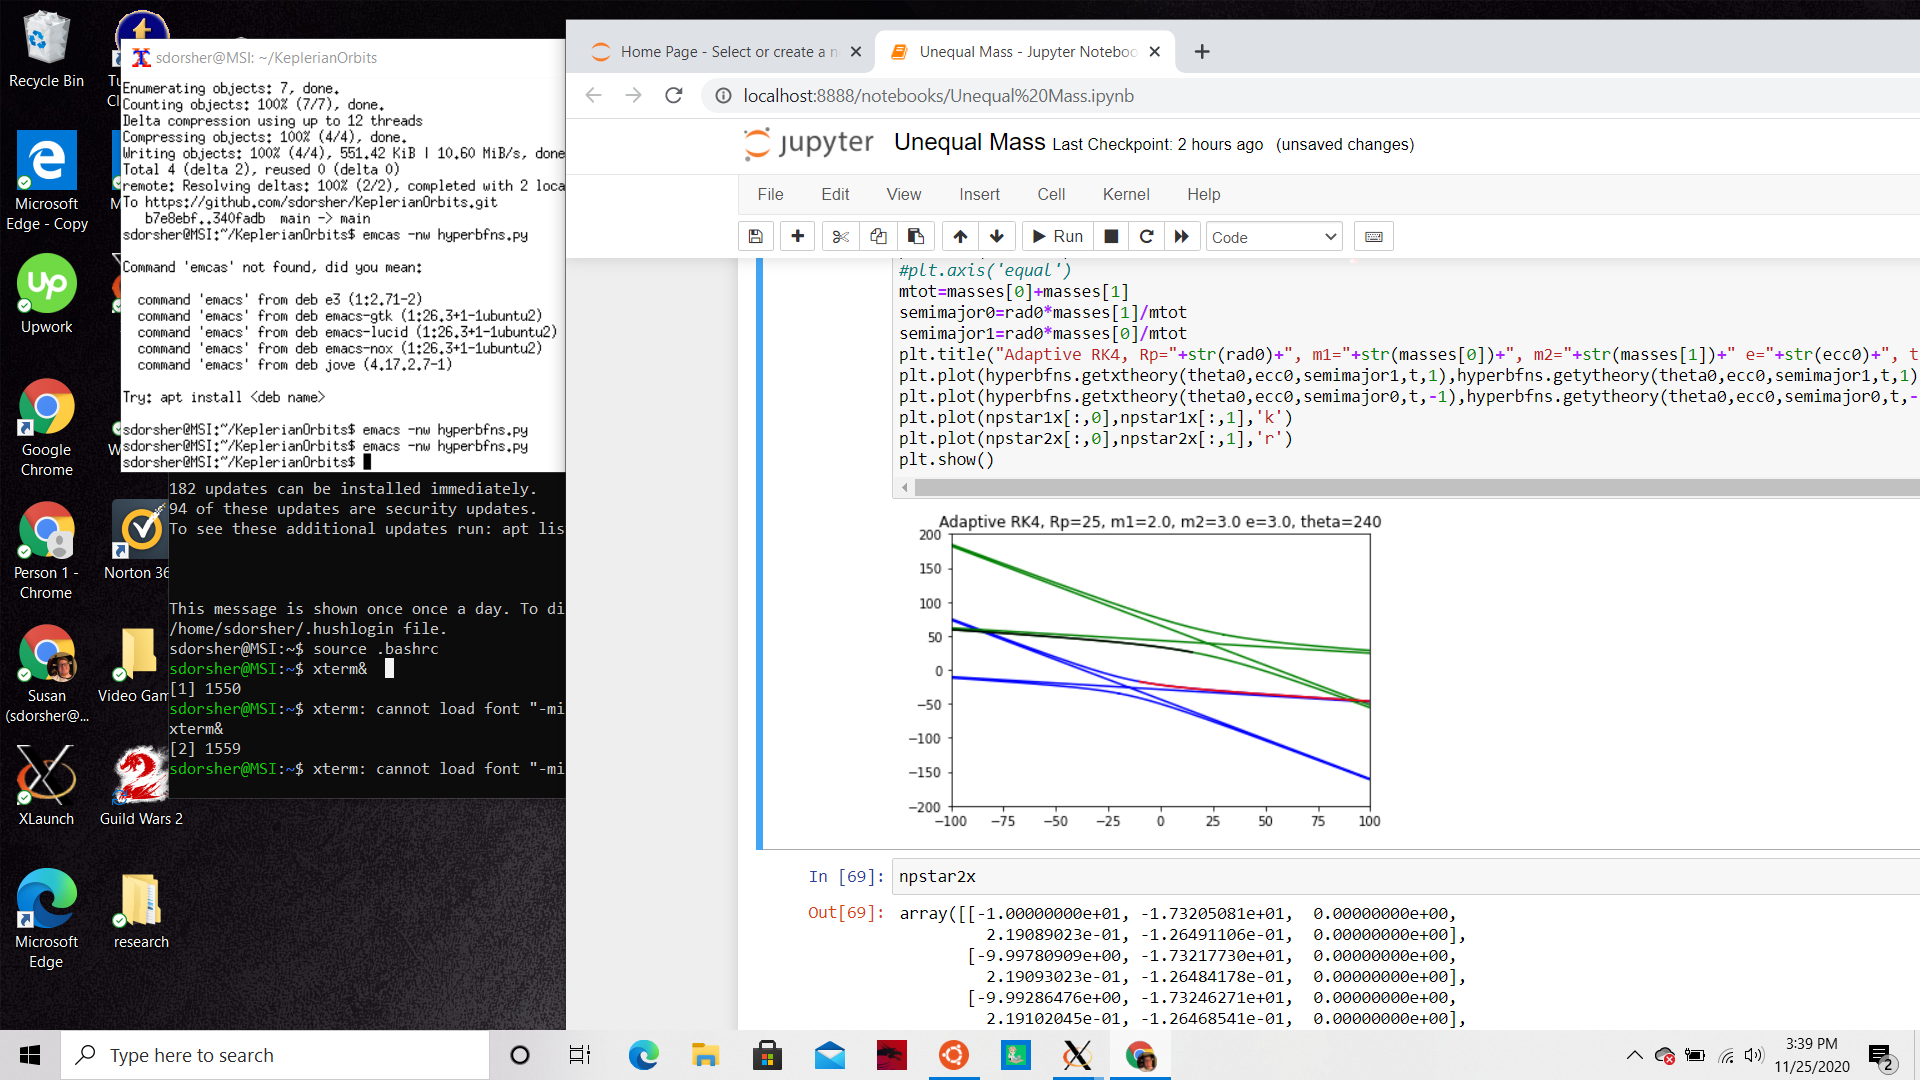 Recycle Bin
Microsoft
Edge - Copy
Upwork
Google
Chrome
Person 1 -
Chrome
Norton 36
Susan
(sdorsher@...
Video Gam
XLaunch
Guild Wars 2
Microsoft
Edge
research
sdorsher@MSI: ~/KeplerianOrbits
Enumerating objects: 7, done.
Counting objects: 100% (7/7), done.
Delta compression using up to 12 threads
Compressing objects: 100% (4/4), done.
Writing objects: 100% (4/4), 551.42 KiB | 10.60 MiB/s, done
Total 4 (delta 2), reused 0 (delta 0)
remote: Resolving deltas: 100% (2/2), completed with 2 loca
To https://github.com/sdorsher/KeplerianOrbits.git
b7e8ebf..340fadb main -> main
sdorsher@MSI:~/KeplerianOrbits$ emcas -nw hyperbfns.py
Command 'emcas' not found, did you mean:
command 'emacs' from deb e3 (1:2.71-2)
command 'emacs' from deb emacs-gtk (1:26.3+1-1ubuntu2)
command 'emacs' from deb emacs-lucid (1:26.3+1-1ubuntu2)
command 'emacs' from deb emacs-nox (1:26.3+1-1ubuntu2)
command 'emacs' from deb jove (4.17.2.7-1)
Try: apt install <deb name>
sdorsher@MSI:~/KeplerianOrbits$ emacs -nw hyperbfns.py
sdorsher@MSI:~/KeplerianOrbits$ emacs -nw hyperbfns.py
sdorsher@MSI:~/KeplerianOrbits$
182 updates can be installed immediately.
94 of these updates are security updates.
To see these additional updates run: apt lis
This message is shown once once a day. To di
/home/sdorsher/.hushlogin file.
sdorsher@MSI:~$ source .bashrc
sdorsher@MSI:~$ xterm&
[1] 1550
sdorsher@MSI:~$ xterm: cannot load font "-mi
xterm&
[2] 1559
sdorsher@MSI:~$ xterm: cannot load font "-mi
Home Page - Select or create a n
Unequal Mass - Jupyter Noteboo
localhost:8888/notebooks/Unequal%20Mass.ipynb
jupyter Unequal Mass Last Checkpoint: 2 hours ago (unsaved changes)
File Edit View Insert Cell Kernel Help
Run Code
#plt.axis('equal')
mtot=masses[0]+masses[1]
semimajor0=rad0*masses[1]/mtot
semimajor1=rad0*masses[0]/mtot
plt.title("Adaptive RK4, Rp="+str(rad0)+", m1="+str(masses[0])+", m2="+str(masses[1])+" e="+str(ecc0)+", t
plt.plot(hyperbfns.getxtheory(theta0,ecc0,semimajor1,t,1),hyperbfns.getytheory(theta0,ecc0,semimajor1,t,1)
plt.plot(hyperbfns.getxtheory(theta0,ecc0,semimajor0,t,-1),hyperbfns.getytheory(theta0,ecc0,semimajor0,t,-
plt.plot(npstar1x[:,0],npstar1x[:,1],'k')
plt.plot(npstar2x[:,0],npstar2x[:,1],'r')
plt.show()
Adaptive RK4, Rp=25, m1=2.0, m2=3.0 e=3.0, theta=240
200
150
100
50
0
−50
−100
−150
−200
−100 −75 −50 −25 0 25 50 75 100
In [69]: npstar2x
Out[69]: array([[-1.00000000e+01, -1.73205081e+01, 0.00000000e+00,
2.19089023e-01, -1.26491106e-01, 0.00000000e+00],
[-9.99780909e+00, -1.73217730e+01, 0.00000000e+00,
2.19093023e-01, -1.26484178e-01, 0.00000000e+00],
[-9.99286476e+00, -1.73246271e+01, 0.00000000e+00,
2.19102045e-01, -1.26468541e-01, 0.00000000e+00],
Type here to search
3:39 PM
11/25/2020
2